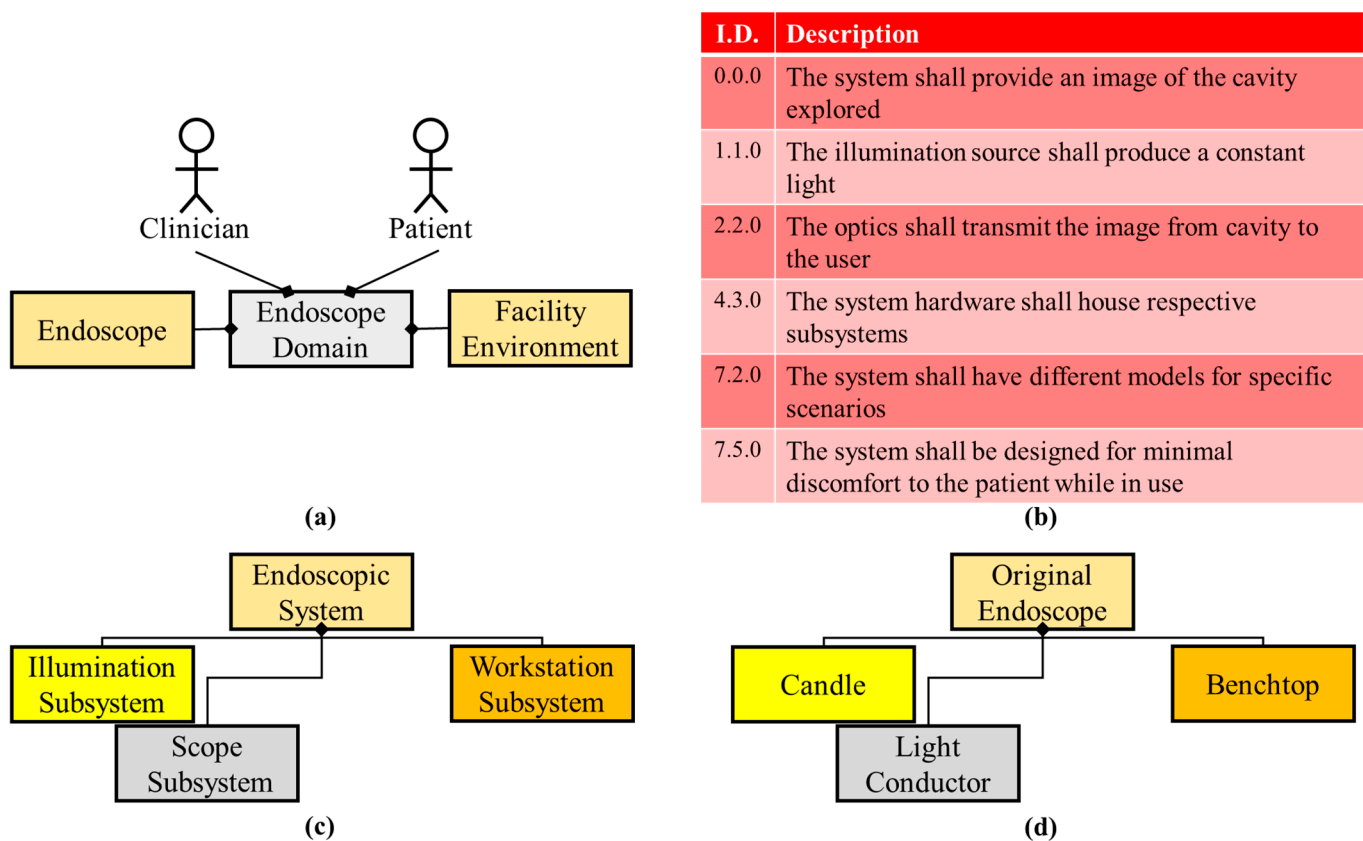 Clinician
Patient
Endoscope
Endoscope
Domain
Facility
Environment
(a)
I.D. Description
0.0.0 The system shall provide an image of the cavity
explored
1.1.0 The illumination source shall produce a constant
light
2.2.0 The optics shall transmit the image from cavity to
the user
4.3.0 The system hardware shall house respective
subsystems
7.2.0 The system shall have different models for specific
scenarios
7.5.0 The system shall be designed for minimal
discomfort to the patient while in use
(b)
Endoscopic
System
Illumination
Subsystem
Workstation
Subsystem
Scope
Subsystem
(c)
Original
Endoscope
Candle
Benchtop
Light
Conductor
(d)